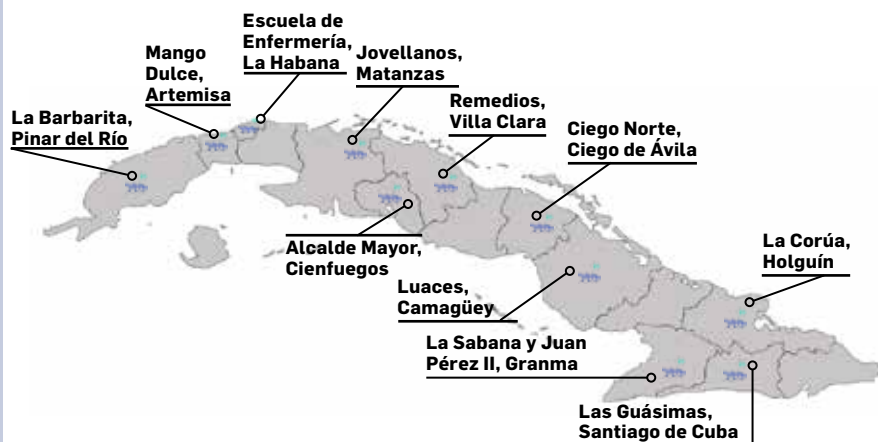 Escuela de
Enfermería,
La Habana
Mango
Dulce,
Artemisa
Jovellanos,
Matanzas
La Barbarita,
Pinar del Río
Remedios,
Villa Clara
Ciego Norte,
Ciego de Ávila
Alcalde Mayor,
Cienfuegos
La Corúa,
Holguín
Luaces,
Camagüey
La Sabana y Juan
Pérez II, Granma
Las Guásimas,
Santiago de Cuba